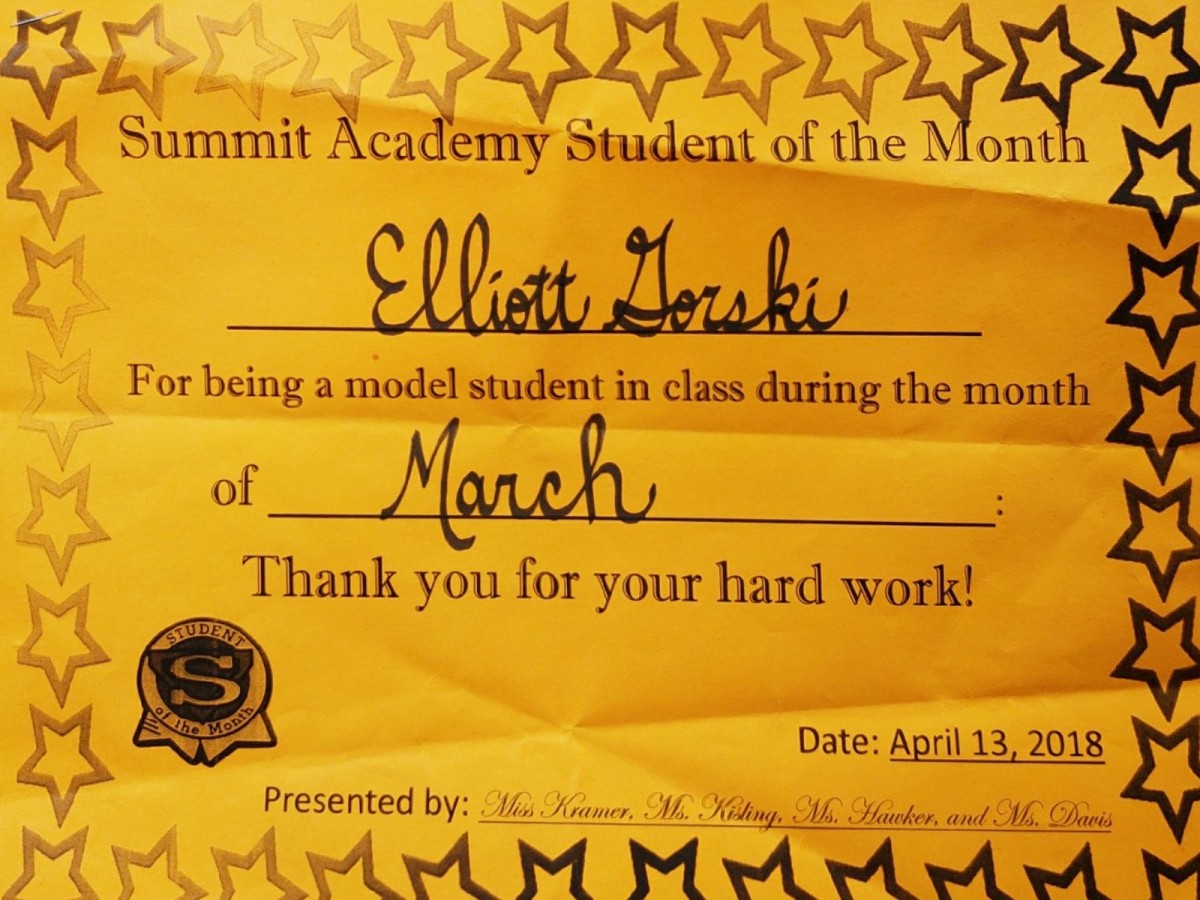 Summit Academy Student of the Month
Elliott Gorski
For being a model student in class during the month
of March :
Thank you for your hard work!
STUDENT
S
of the Month
Date: April 13, 2018
Presented by: Miss Kramer, Ms. Kisling, Ms. Hawker, and Ms. Davis